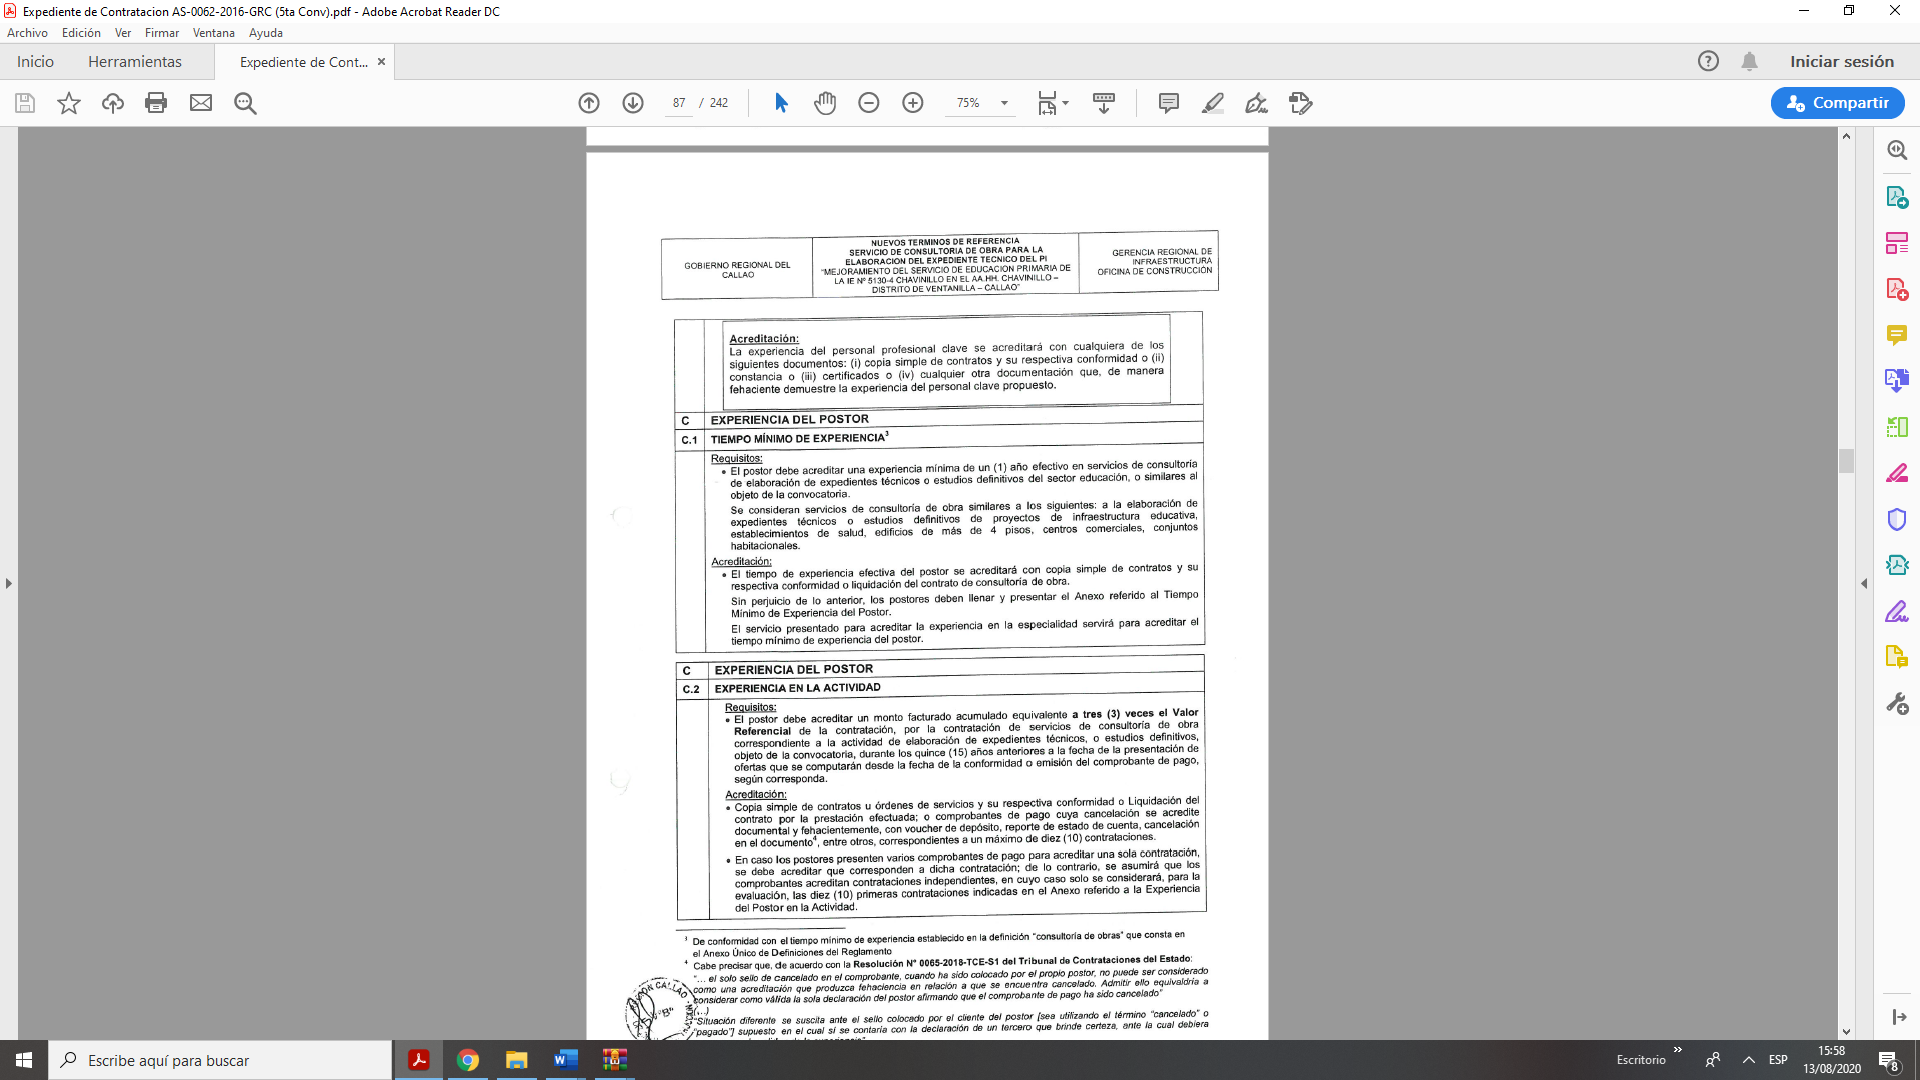 Expediente de Contratacion AS-0062-2016-GRC (5ta Conv).pdf - Adobe Acrobat Reader DC
Archivo Edición Ver Firmar Ventana Ayuda
Inicio Herramientas Expediente de Cont... Iniciar sesión
87 / 242 75% Compartir
GOBIERNO REGIONAL DEL
CALLAO
NUEVOS TERMINOS DE REFERENCIA
SERVICIO DE CONSULTORIA DE OBRA PARA LA
ELABORACION DEL EXPEDIENTE TECNICO DEL PI
"MEJORAMIENTO DEL SERVICIO DE EDUCACION PRIMARIA DE
LA IE Nº 5130-4 CHAVINILLO EN EL AA.HH. CHAVINILLO –
DISTRITO DE VENTANILLA – CALLAO"
GERENCIA REGIONAL DE
INFRAESTRUCTURA
OFICINA DE CONSTRUCCIÓN
Acreditación:
La experiencia del personal profesional clave se acreditará con cualquiera de los
siguientes documentos: (i) copia simple de contratos y su respectiva conformidad o (ii)
constancia o (iii) certificados o (iv) cualquier otra documentación que, de manera
fehaciente demuestre la experiencia del personal clave propuesto.
C EXPERIENCIA DEL POSTOR
C.1 TIEMPO MÍNIMO DE EXPERIENCIA3
Requisitos:
• El postor debe acreditar una experiencia mínima de un (1) año efectivo en servicios de consultoría
de elaboración de expedientes técnicos o estudios definitivos del sector educación, o similares al
objeto de la convocatoria.
Se consideran servicios de consultoría de obra similares a los siguientes: a la elaboración de
expedientes técnicos o estudios definitivos de proyectos de infraestructura educativa,
establecimientos de salud, edificios de más de 4 pisos, centros comerciales, conjuntos
habitacionales.
Acreditación:
• El tiempo de experiencia efectiva del postor se acreditará con copia simple de contratos y su
respectiva conformidad o liquidación del contrato de consultoría de obra.
Sin perjuicio de lo anterior, los postores deben llenar y presentar el Anexo referido al Tiempo
Mínimo de Experiencia del Postor.
El servicio presentado para acreditar la experiencia en la especialidad servirá para acreditar el
tiempo mínimo de experiencia del postor.
C EXPERIENCIA DEL POSTOR
C.2 EXPERIENCIA EN LA ACTIVIDAD
Requisitos:
• El postor debe acreditar un monto facturado acumulado equivalente a tres (3) veces el Valor
Referencial de la contratación, por la contratación de servicios de consultoría de obra
correspondiente a la actividad de elaboración de expedientes técnicos, o estudios definitivos,
objeto de la convocatoria, durante los quince (15) años anteriores a la fecha de la presentación de
ofertas que se computarán desde la fecha de la conformidad o emisión del comprobante de pago,
según corresponda.
Acreditación:
• Copia simple de contratos u órdenes de servicios y su respectiva conformidad o Liquidación del
contrato por la prestación efectuada; o comprobantes de pago cuya cancelación se acredite
documental y fehacientemente, con voucher de depósito, reporte de estado de cuenta, cancelación
en el documento4, entre otros, correspondientes a un máximo de diez (10) contrataciones.
• En caso los postores presenten varios comprobantes de pago para acreditar una sola contratación,
se debe acreditar que corresponden a dicha contratación; de lo contrario, se asumirá que los
comprobantes acreditan contrataciones independientes, en cuyo caso solo se considerará, para la
evaluación, las diez (10) primeras contrataciones indicadas en el Anexo referido a la Experiencia
del Postor en la Actividad.
3 De conformidad con el tiempo mínimo de experiencia establecido en la definición "consultoría de obras" que consta en
el Anexo Único de Definiciones del Reglamento
4 Cabe precisar que, de acuerdo con la Resolución N° 0065-2018-TCE-S1 del Tribunal de Contrataciones del Estado:
"... el solo sello de cancelado en el comprobante, cuando ha sido colocado por el propio postor, no puede ser considerado
como una acreditación que produzca fehaciencia en relación a que se encuentra cancelado. Admitir ello equivaldría a
considerar como válida la sola declaración del postor afirmando que el comprobante de pago ha sido cancelado"
(...)
"Situación diferente se suscita ante el sello colocado por el cliente del postor [sea utilizando el término "cancelado" o
"pagado"] supuesto en el cual sí se contaría con la declaración de un tercero que brinde certeza, ante la cual debiera
Escribe aquí para buscar
Escritorio
ESP
15:58
13/08/2020
8